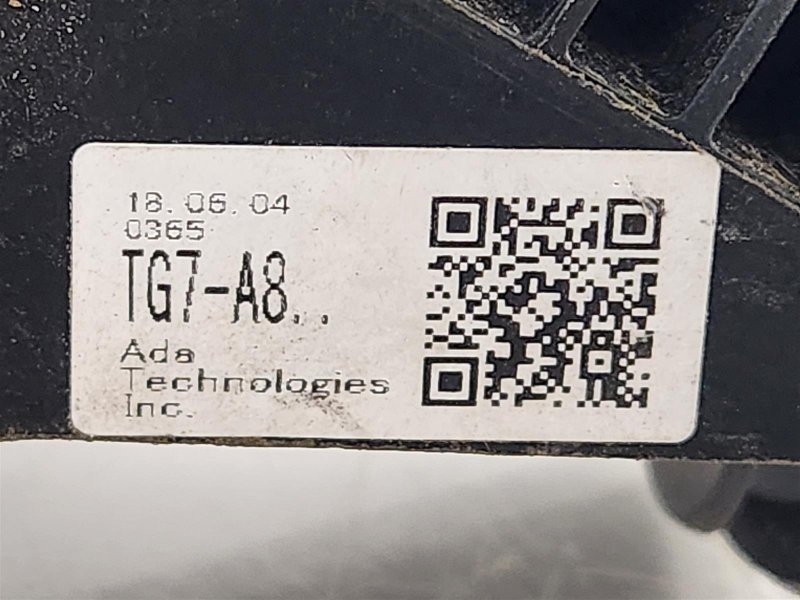 18.06.04
0365
TG7-A8..
Ada
Technologies
Inc.